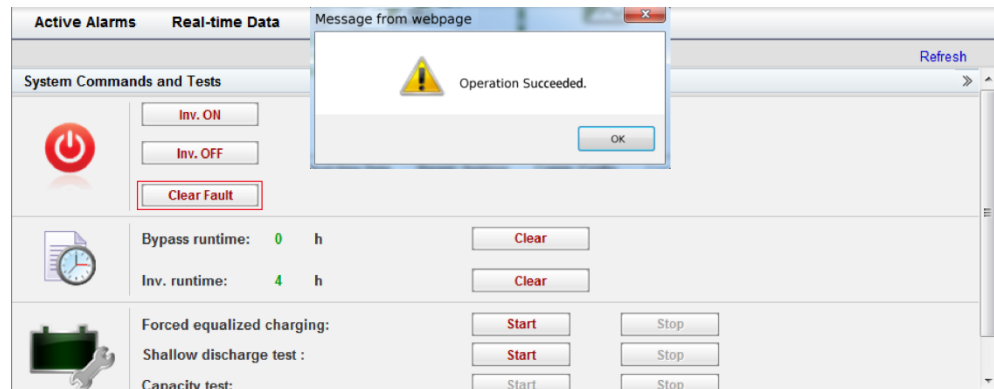 Active Alarms Real-time Data
Message from webpage
Operation Succeeded.
OK
Refresh
System Commands and Tests
Inv. ON
Inv. OFF
Clear Fault
Bypass runtime: 0 h Clear
Inv. runtime: 4 h Clear
Forced equalized charging: Start Stop
Shallow discharge test : Start Stop
Capacity test: Start Stop